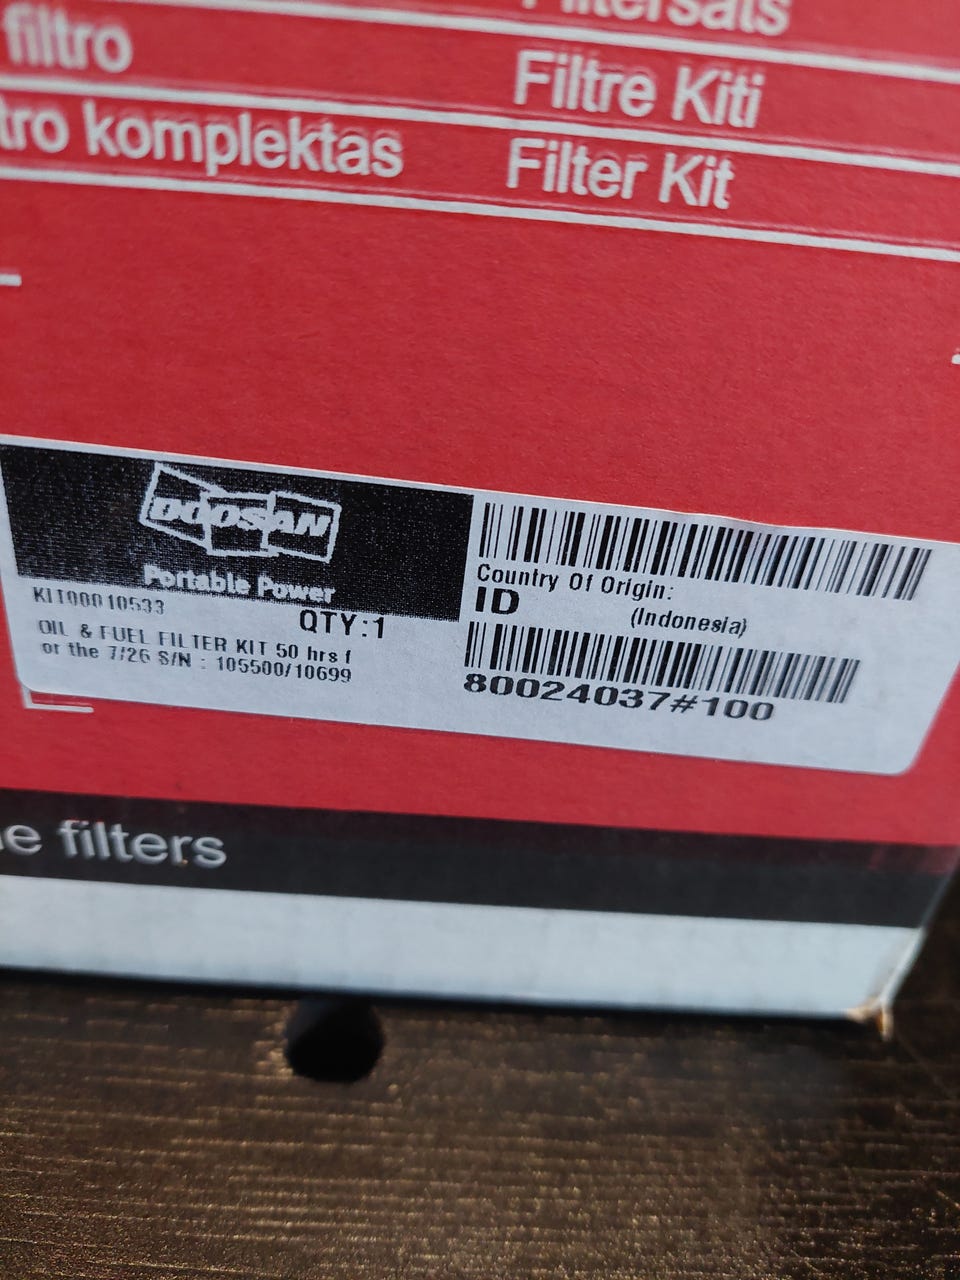 Filtersats
filtro
Filtre Kiti
tro komplektas
Filter Kit
DOOSAN
Portable Power
KIT00010533
QTY:1
OIL & FUEL FILTER KIT 50 hrs f
or the 7/26 S/N : 105500/10699
Country Of Origin:
ID
(Indonesia)
80024037#100
e filters